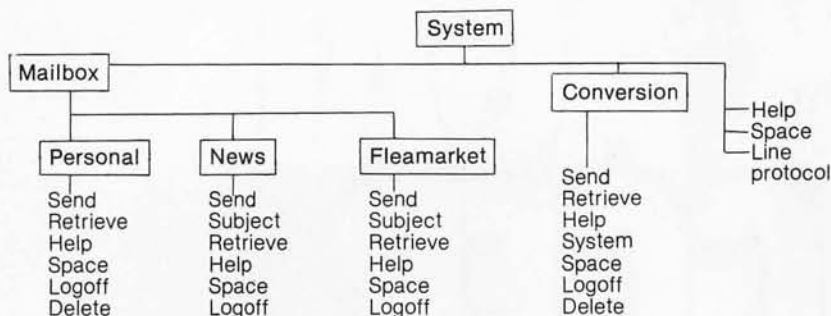 System
Mailbox
Conversion
Help
Space
Line
protocol
Personal
News
Fleamarket
Send
Retrieve
Help
Space
Logoff
Delete
Send
Subject
Retrieve
Help
Space
Logoff
Send
Subject
Retrieve
Help
Space
Logoff
Send
Retrieve
Help
System
Space
Logoff
Delete